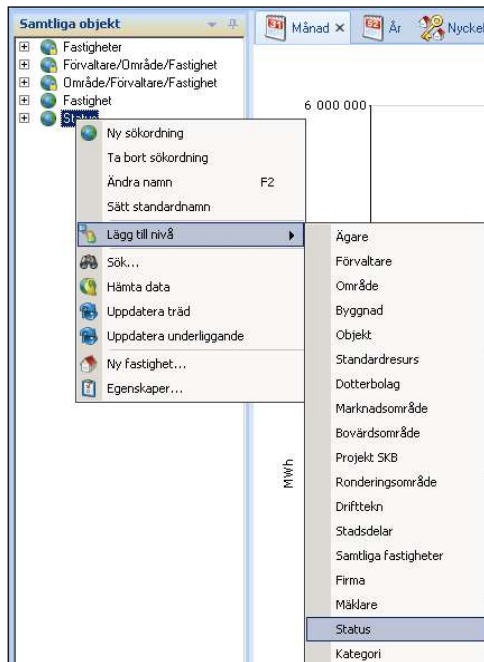 Samtliga objekt
Månad
År
Nyckel
Fastigheter
Förvaltare/Område/Fastighet
Område/Förvaltare/Fastighet
Fastighet
Status
6 000 000
Ny sökordning
Ta bort sökordning
Ändra namn F2
Sätt standardnamn
Lägg till nivå
Sök...
Hämta data
Uppdatera träd
Uppdatera underliggande
Ny fastighet...
Egenskaper...
MWh
Ägare
Förvaltare
Område
Byggnad
Objekt
Standardresurs
Dotterbolag
Marknadsområde
Bovärdsområde
Projekt SKB
Ronderingsområde
Drifttekn
Stadsdelar
Samtliga fastigheter
Firma
Mäklare
Status
Kategori